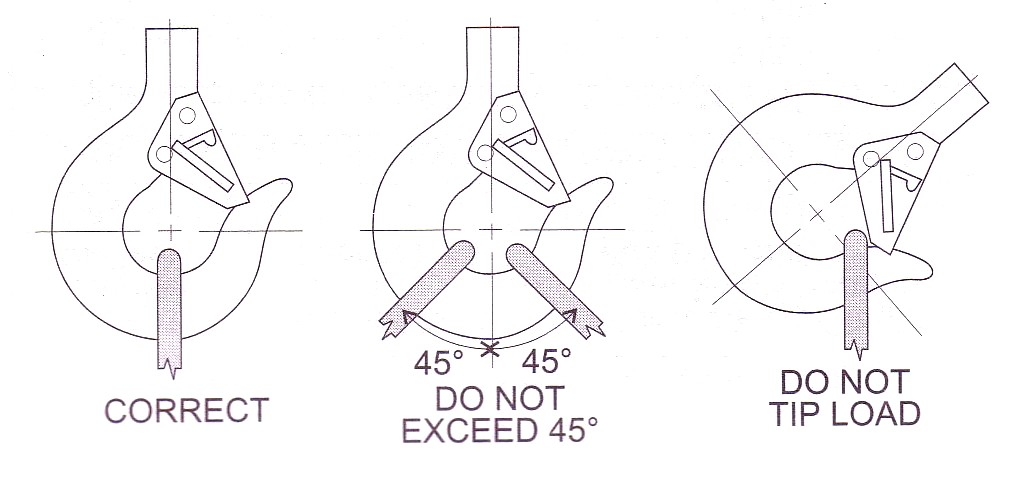 CORRECT
45° 45°
DO NOT
EXCEED 45°
DO NOT
TIP LOAD